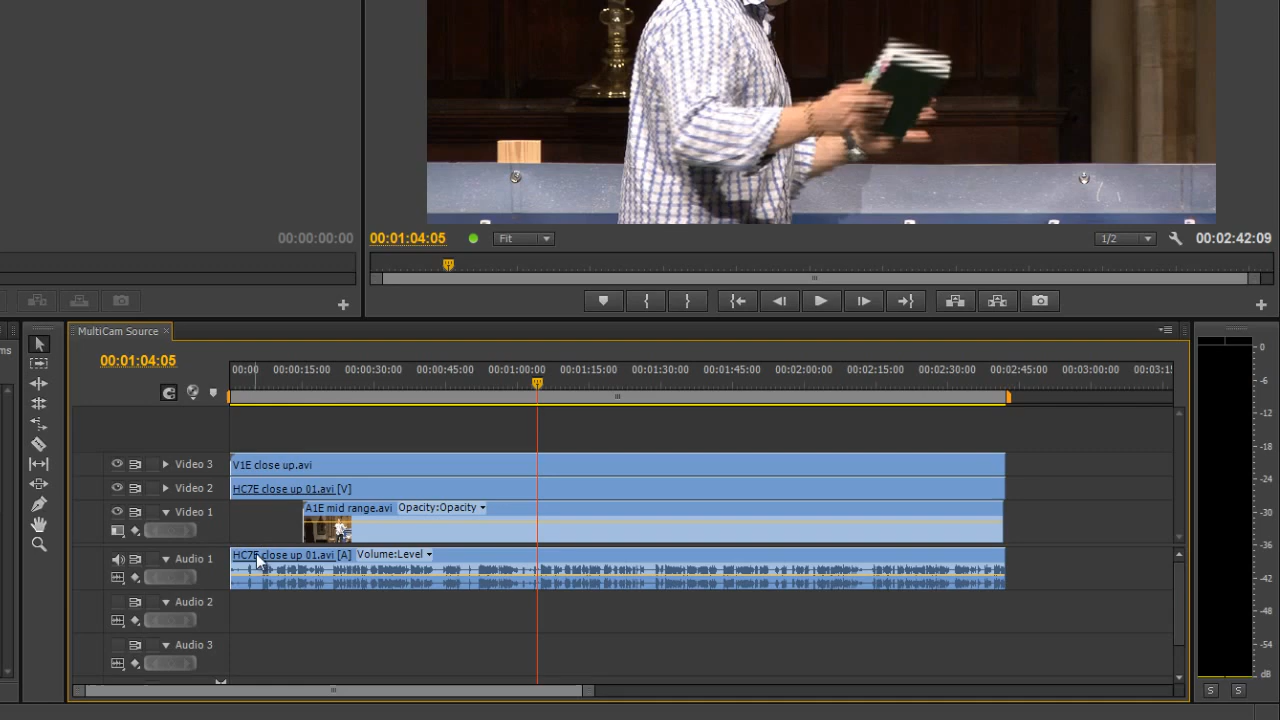 00:00:00:00
00:01:04:05
Fit
1/2
00:02:42:09
ms
MultiCam Source
00:01:04:05
00:00
00:00:15:00
00:00:30:00
00:00:45:00
00:01:00:00
00:01:15:00
00:01:30:00
00:01:45:00
00:02:00:00
00:02:15:00
00:02:30:00
00:02:45:00
00:03:00:00
00:03:15
0
-6
-12
-18
-24
-30
-36
-42
-48
-54
dB
Video 3
V1E close up.avi
Video 2
HC7E close up 01.avi [V]
Video 1
A1E mid range.avi Opacity:Opacity
Audio 1
HC7E close up 01.avi [A] Volume:Level
Audio 2
Audio 3
S S